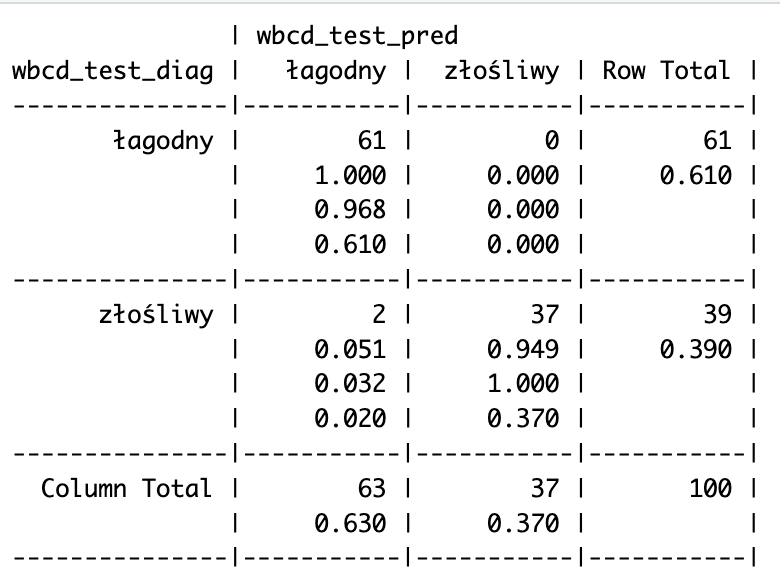 | wbcd_test_pred
wbcd_test_diag |   łagodny |  złośliwy | Row Total |
---------------|-----------|-----------|-----------|
       łagodny |        61 |         0 |        61 |
               |     1.000 |     0.000 |     0.610 |
               |     0.968 |     0.000 |           |
               |     0.610 |     0.000 |           |
---------------|-----------|-----------|-----------|
      złośliwy |         2 |        37 |        39 |
               |     0.051 |     0.949 |     0.390 |
               |     0.032 |     1.000 |           |
               |     0.020 |     0.370 |           |
---------------|-----------|-----------|-----------|
  Column Total |        63 |        37 |       100 |
               |     0.630 |     0.370 |           |
---------------|-----------|-----------|-----------|